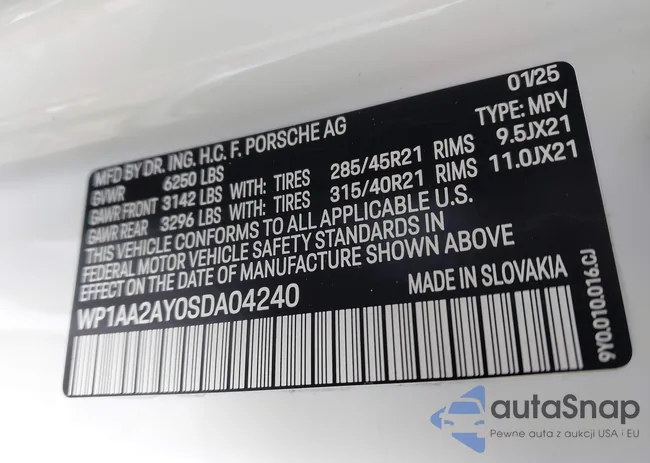 01/25
MFD BY DR. ING. H.C. F. PORSCHE AG TYPE: MPV
GVWR 6250 LBS
GAWR FRONT 3142 LBS WITH: TIRES 285/45R21 RIMS 9.5JX21
GAWR REAR 3296 LBS WITH: TIRES 315/40R21 RIMS 11.0JX21
THIS VEHICLE CONFORMS TO ALL APPLICABLE U.S.
FEDERAL MOTOR VEHICLE SAFETY STANDARDS IN
EFFECT ON THE DATE OF MANUFACTURE SHOWN ABOVE
WP1AA2AY0SDA04240 MADE IN SLOVAKIA
9Y0.010.016.CJ
autaSnap
Pewne auta z aukcji USA i EU